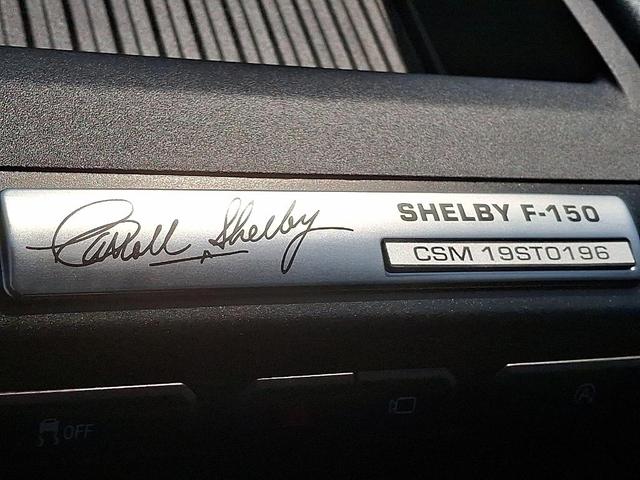 Carroll Shelby
SHELBY F-150
CSM 19ST0196
OFF